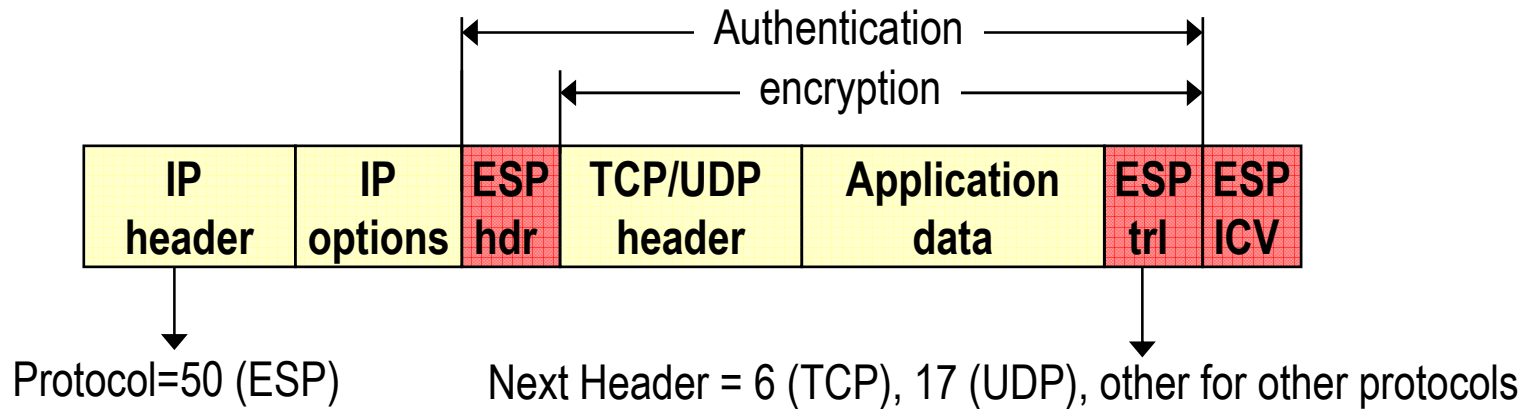 Authentication
encryption
IP header
IP options
ESP hdr
TCP/UDP header
Application data
ESP trl
ESP ICV
Protocol=50 (ESP)
Next Header = 6 (TCP), 17 (UDP), other for other protocols